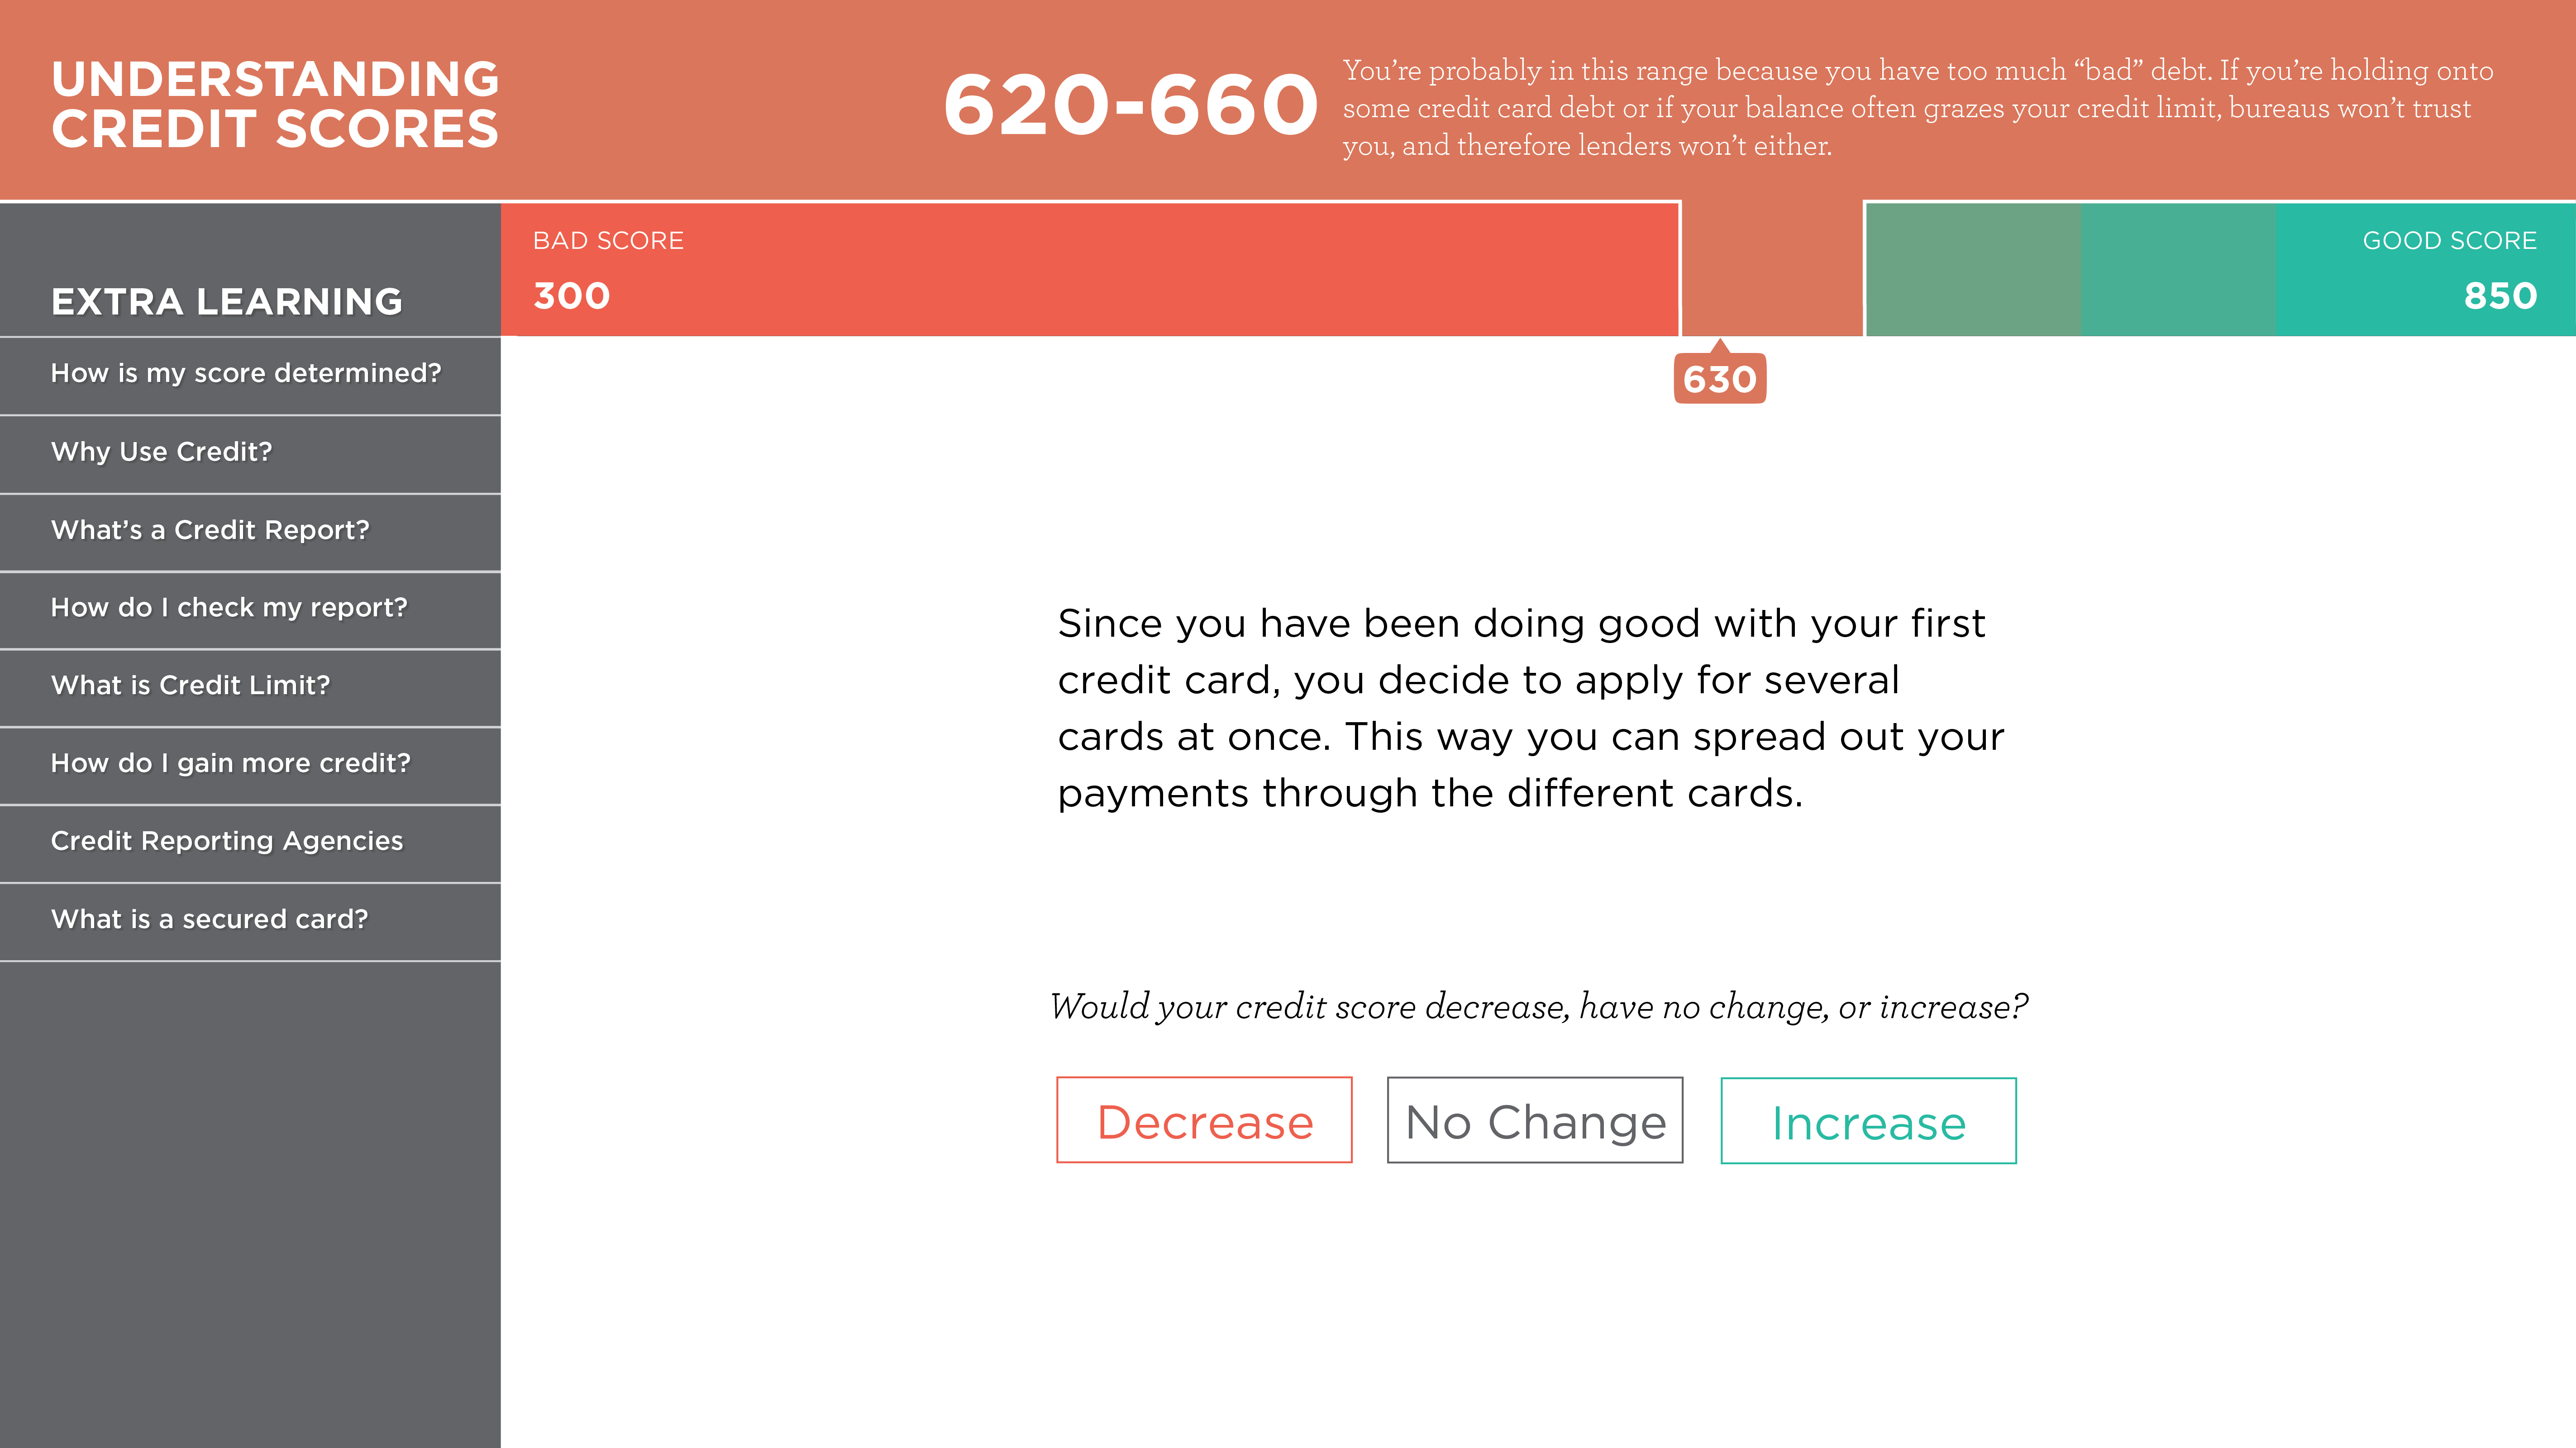 UNDERSTANDING
CREDIT SCORES
620-660
You’re probably in this range because you have too much “bad” debt. If you’re holding onto
some credit card debt or if your balance often grazes your credit limit, bureaus won’t trust
you, and therefore lenders won’t either.
EXTRA LEARNING
How is my score determined?
Why Use Credit?
What’s a Credit Report?
How do I check my report?
What is Credit Limit?
How do I gain more credit?
Credit Reporting Agencies
What is a secured card?
BAD SCORE
300
GOOD SCORE
850
630
Since you have been doing good with your first
credit card, you decide to apply for several
cards at once. This way you can spread out your
payments through the different cards.
Would your credit score decrease, have no change, or increase?
Decrease
No Change
Increase